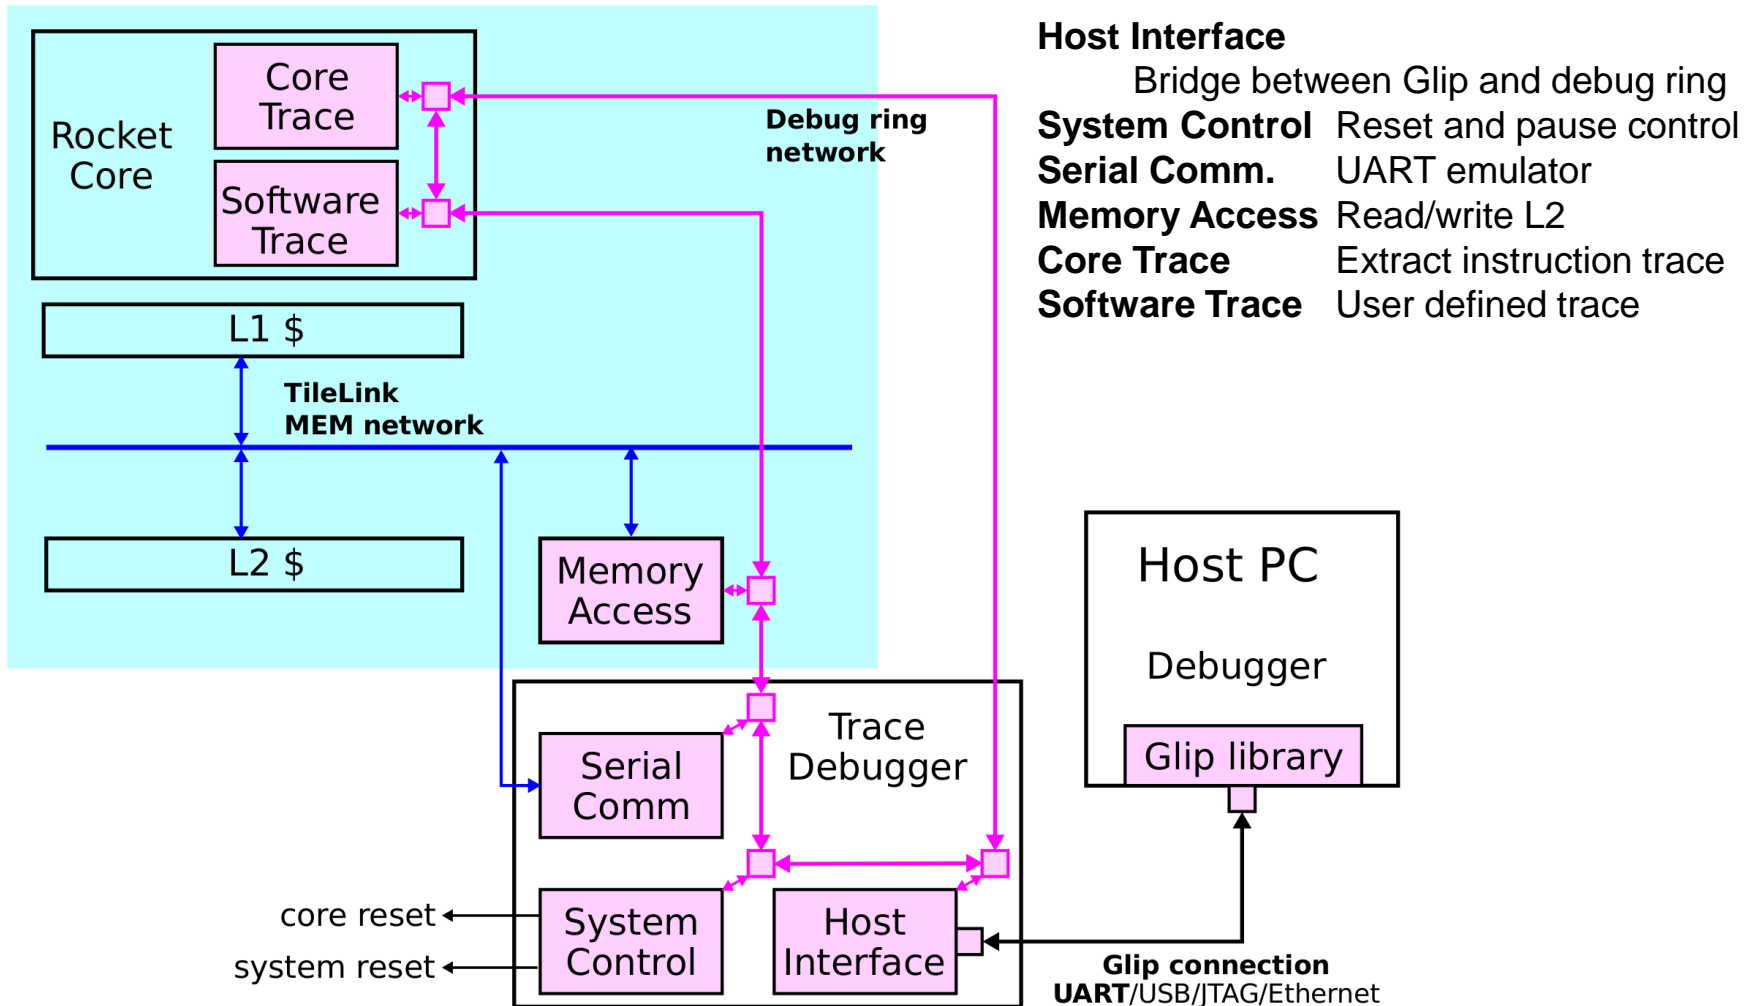 Rocket
Core
Core
Trace
Software
Trace
Debug ring
network
L1 $
TileLink
MEM network
L2 $
Memory
Access
Host Interface
Bridge between Glip and debug ring
System Control Reset and pause control
Serial Comm. UART emulator
Memory Access Read/write L2
Core Trace Extract instruction trace
Software Trace User defined trace
Host PC
Debugger
Glip library
Trace
Debugger
Serial
Comm
System
Control
Host
Interface
core reset
system reset
Glip connection
UART/USB/JTAG/Ethernet